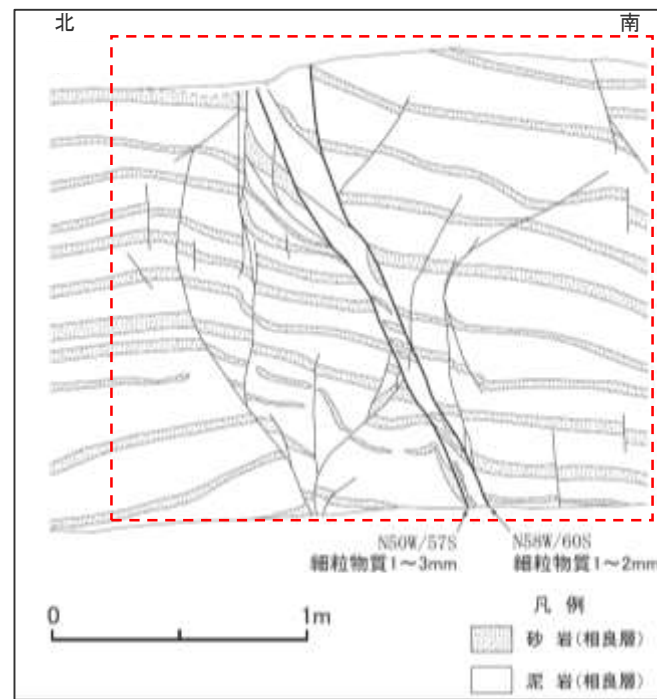 北 南
N50W/57S N58W/60S
細粒物質1～3mm 細粒物質1～2mm
0 1m
凡 例
砂 岩(相良層)
泥 岩(相良層)